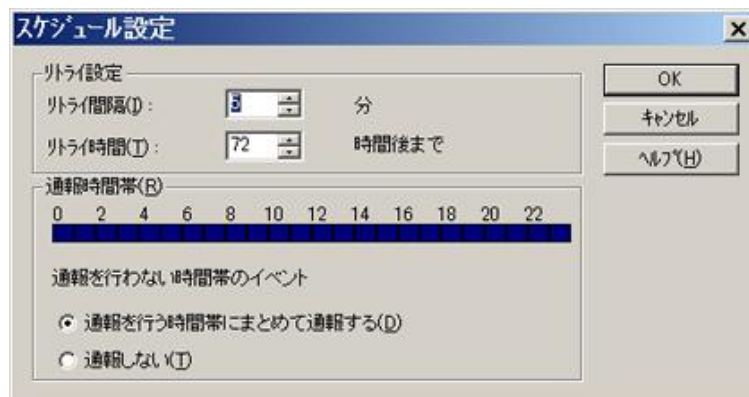 スケジュール設定
リトライ設定
リトライ間隔(I): 5 分
リトライ時間(T): 72 時間後まで
通報時間帯(R)
0 2 4 6 8 10 12 14 16 18 20 22
通報を行わない時間帯のイベント
通報を行う時間帯にまとめて通報する(D)
通報しない(T)
OK
キャンセル
ヘルプ(H)